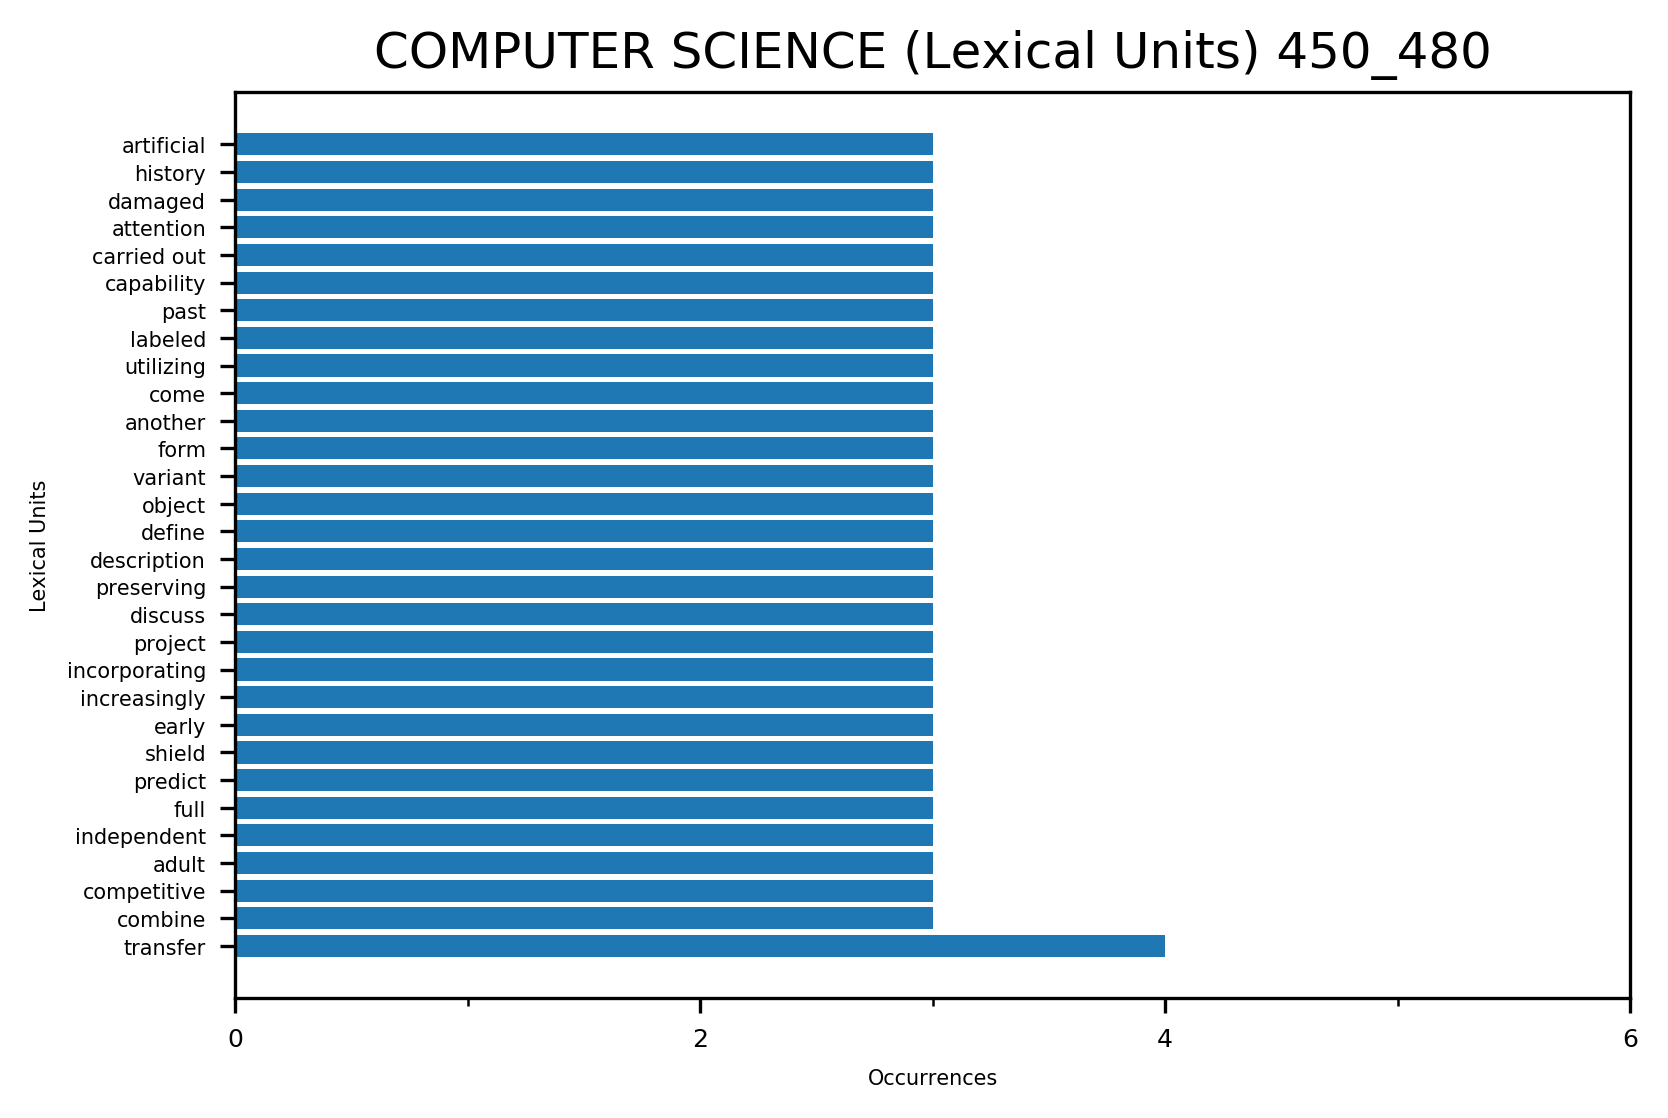 COMPUTER SCIENCE (Lexical Units) 450_480
artificial
history
damaged
attention
carried out
capability
past
labeled
utilizing
come
another
form
variant
object
define
description
preserving
discuss
project
incorporating
increasingly
early
shield
predict
full
independent
adult
competitive
combine
transfer
Lexical Units
0 2 4 6
Occurrences